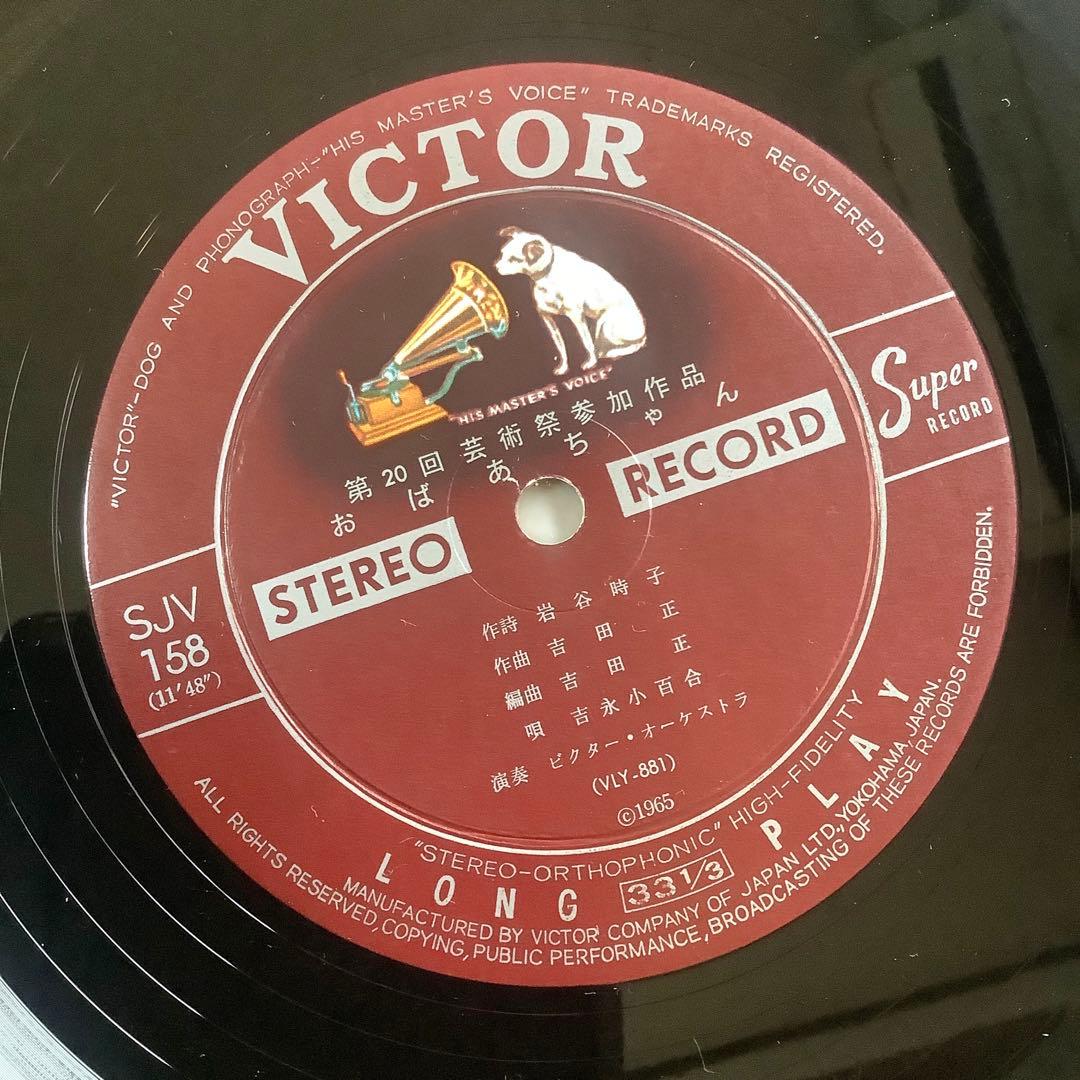 "VICTOR"-DOG AND PHONOGRAPH-"HIS MASTER'S VOICE" TRADEMARKS REGISTERED.
VICTOR
"HIS MASTER'S VOICE"
第20回 芸術祭参加作品
おばあちゃん
STEREO RECORD
Super
RECORD
SJV
158
(11'48")
作詩 岩谷時子
作曲 吉田 正
編曲 吉田 正
唄 吉永小百合
演奏 ビクター・オーケストラ
(VLY-881)
©1965
"STEREO-ORTHOPHONIC" HIGH-FIDELITY
LONG 33 1/3 PLAY
MANUFACTURED BY VICTOR COMPANY OF JAPAN LTD., YOKOHAMA, JAPAN.
ALL RIGHTS RESERVED, COPYING, PUBLIC PERFORMANCE, BROADCASTING OF THESE RECORDS ARE FORBIDDEN.